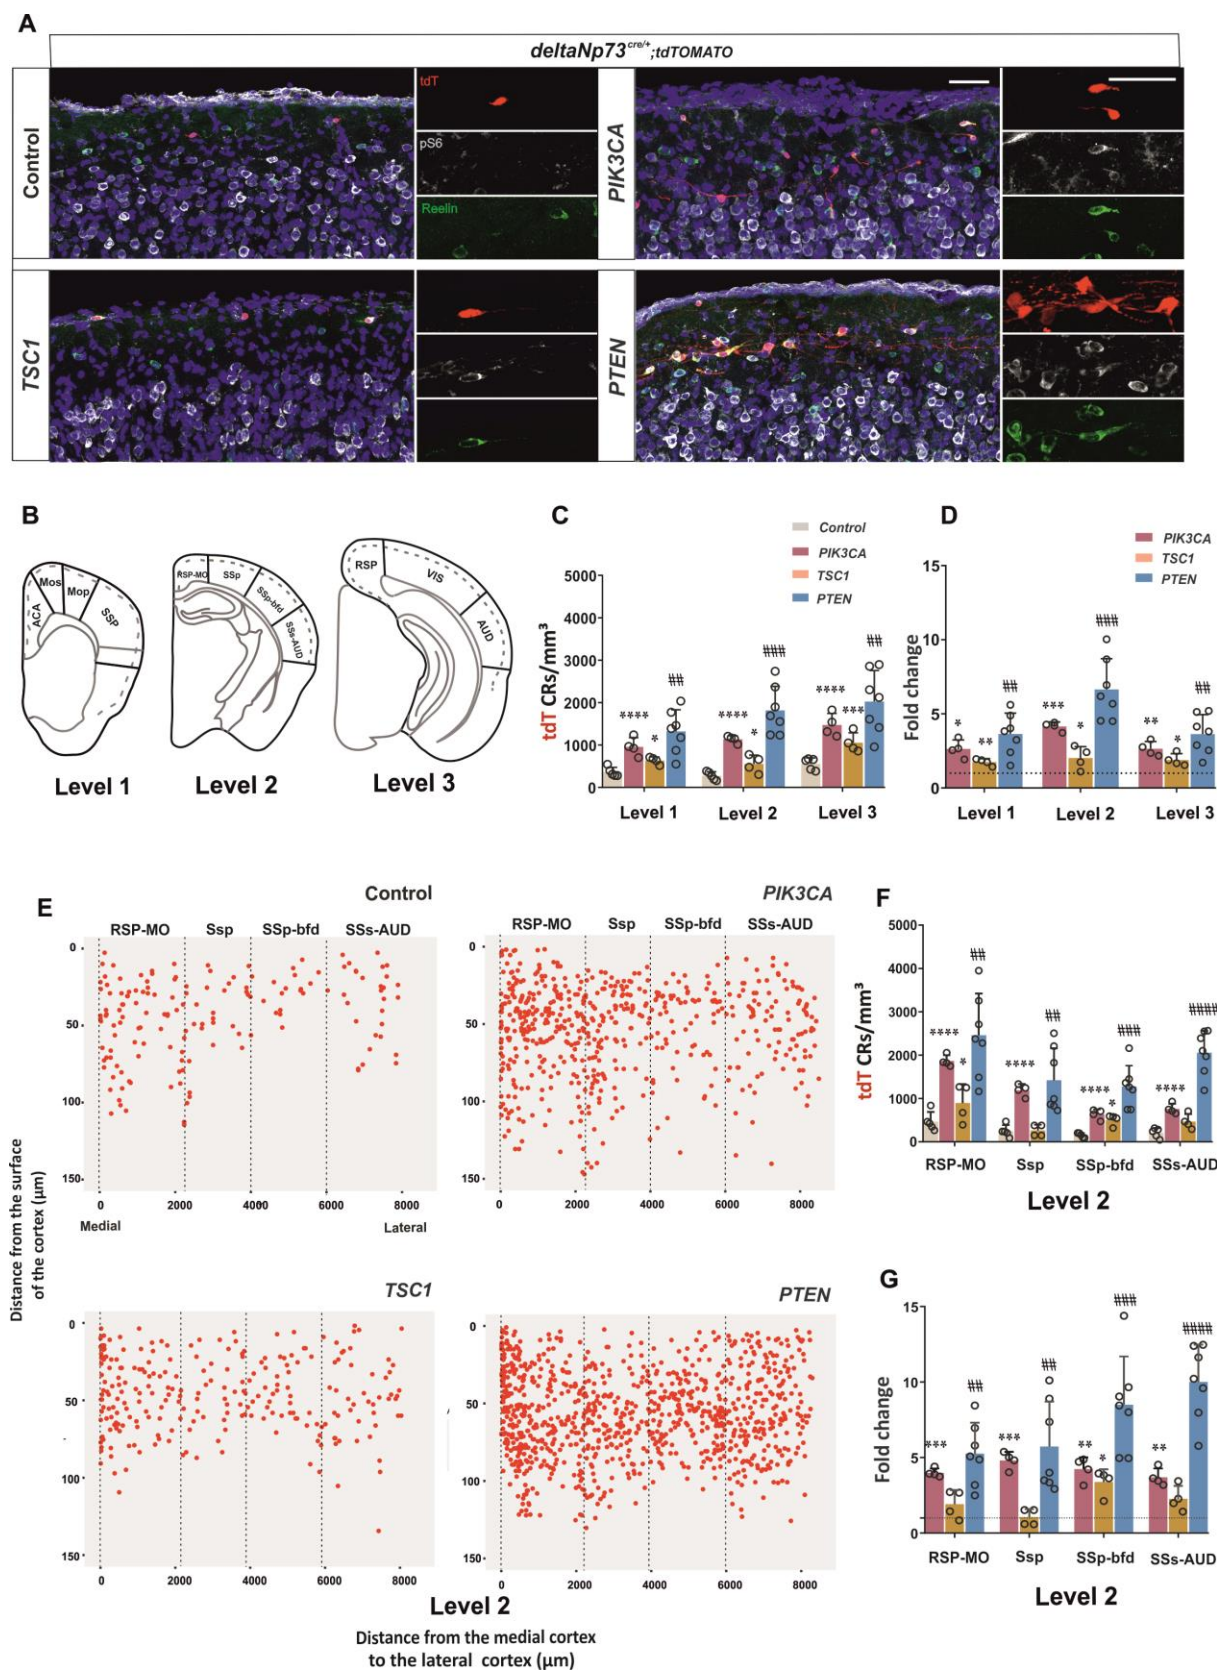 A
deltaNp73cre/+;tdTOMATO
Control
tdT
pS6
Reelin
PIK3CA
TSC1
PTEN
B
ACA
Mos
Mop
SSP
Level 1
RSP-MO
SSp
SSp-bfd
SSs-AUD
Level 2
RSP
VIS
AUD
Level 3
C
Control
PIK3CA
TSC1
PTEN
tdT CRs/mm³
5000
4000
3000
2000
1000
0
**** * ##
**** * ###
**** *** ##
Level 1 Level 2 Level 3
D
PIK3CA
TSC1
PTEN
Fold change
15
10
5
0
* ** ##
*** * ###
** * ##
Level 1 Level 2 Level 3
E
Distance from the surface
of the cortex (µm)
Control
RSP-MO Ssp SSp-bfd SSs-AUD
0
50
100
150
0 2000 4000 6000 8000
Medial Lateral
PIK3CA
RSP-MO Ssp SSp-bfd SSs-AUD
0
50
100
150
0 2000 4000 6000 8000
TSC1
0
50
100
150
0 2000 4000 6000 8000
PTEN
0
50
100
150
0 2000 4000 6000 8000
Level 2
Distance from the medial cortex
to the lateral cortex (µm)
F
tdT CRs/mm³
5000
4000
3000
2000
1000
0
**** * ##
**** ##
**** * ###
**** ####
RSP-MO Ssp SSp-bfd SSs-AUD
Level 2
G
Fold change
15
10
5
0
*** ##
*** ##
** * ###
** ####
RSP-MO Ssp SSp-bfd SSs-AUD
Level 2